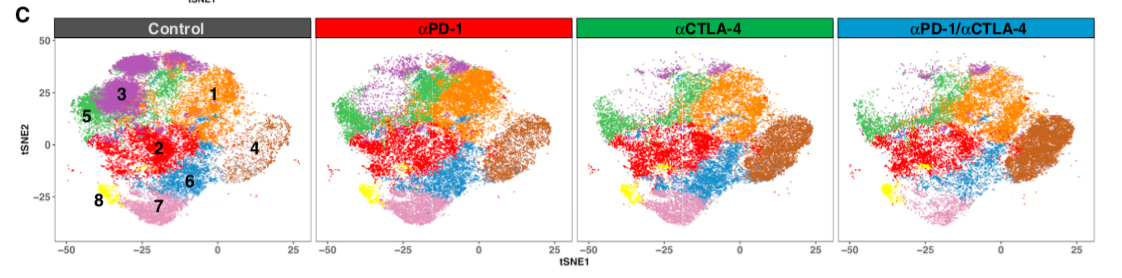 tSNE1
C
Control αPD-1 αCTLA-4 αPD-1/αCTLA-4
50
25
0
−25
tSNE2
3 1
5
2 4
6
8 7
−50 −25 0 25 −50 −25 0 25 −50 −25 0 25 −50 −25 0 25
tSNE1